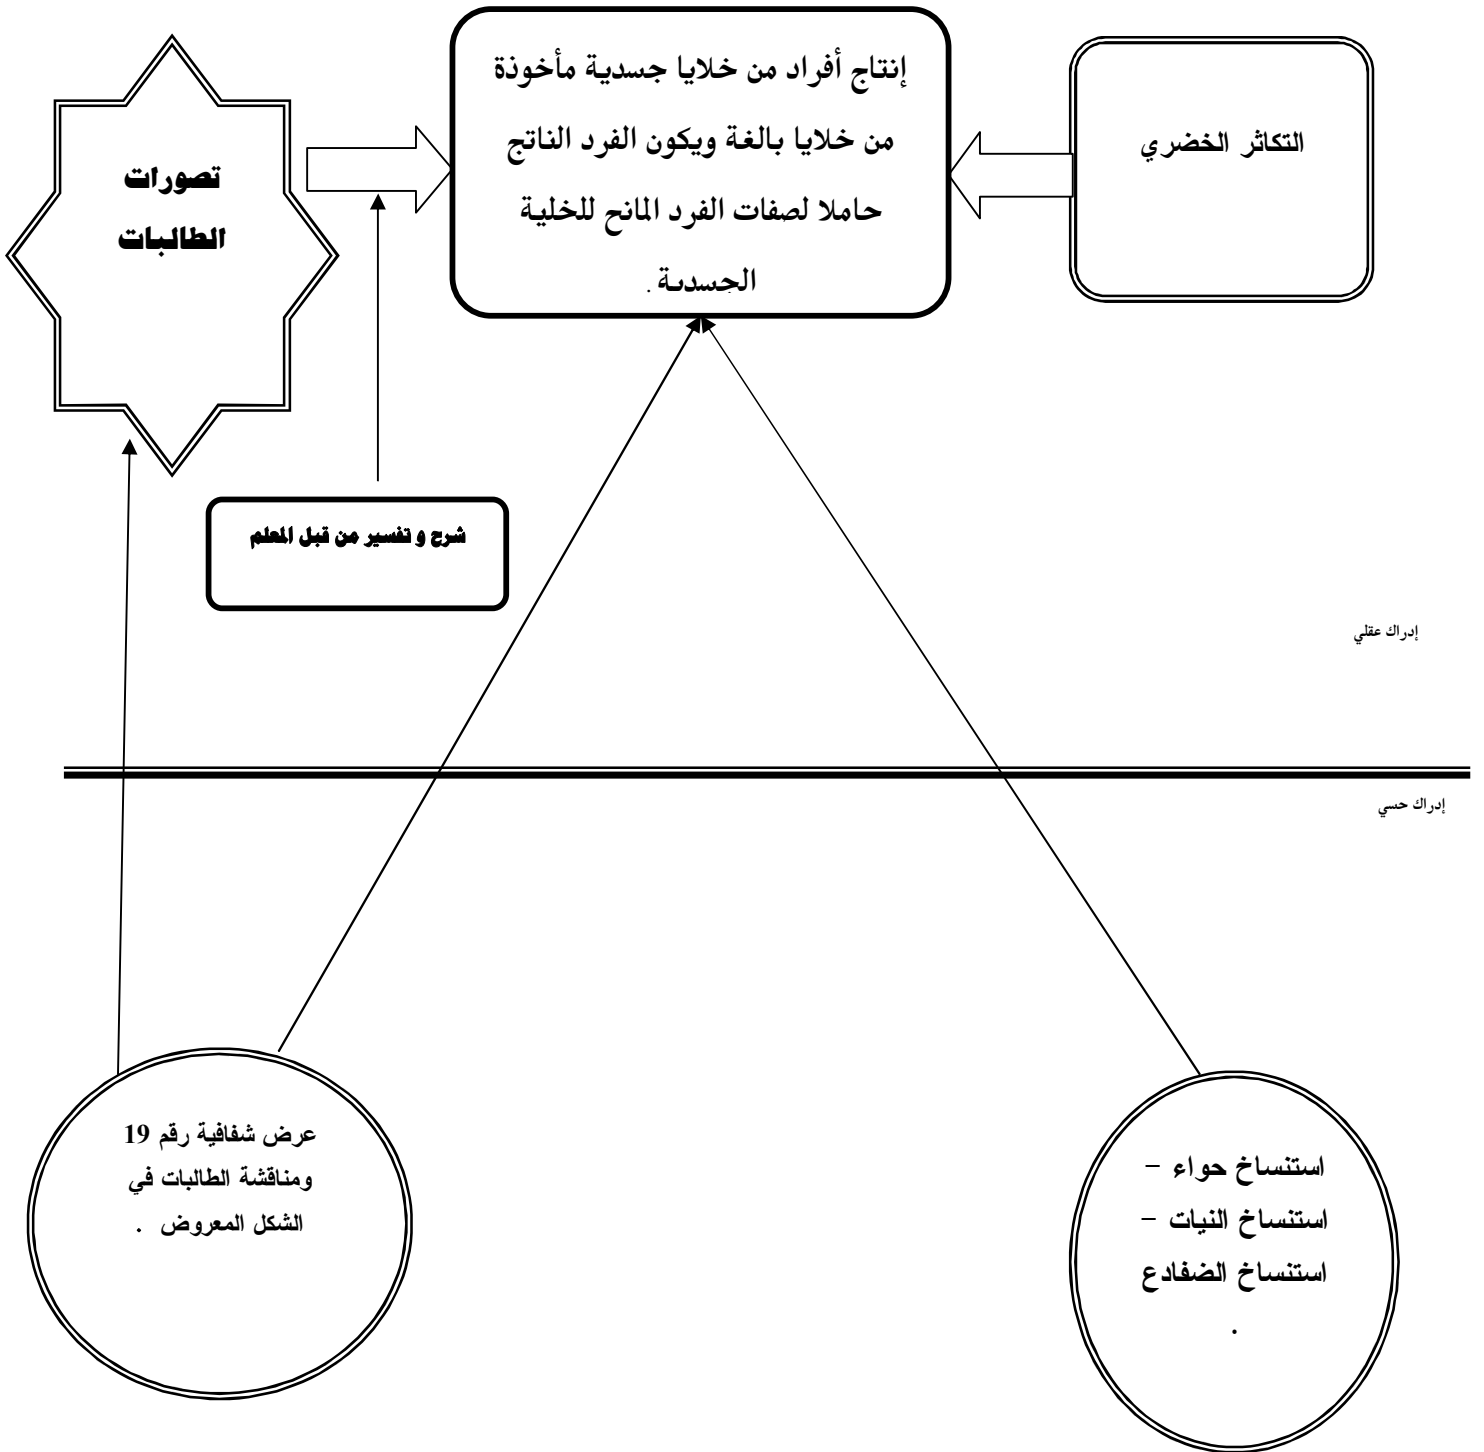 التكاثر الخضري
إنتاج أفراد من خلايا جسدية مأخوذة
من خلايا بالغة ويكون الفرد الناتج
حاملا لصفات الفرد المانح للخلية
الجسدية .
تصورات
الطالبات
شرح و تفسير من قبل المعلم
إدراك عقلي
إدراك حسي
استنساخ حواء –
استنساخ النيات –
استنساخ الضفادع
.
عرض شفافية رقم 19
ومناقشة الطالبات في
الشكل المعروض .